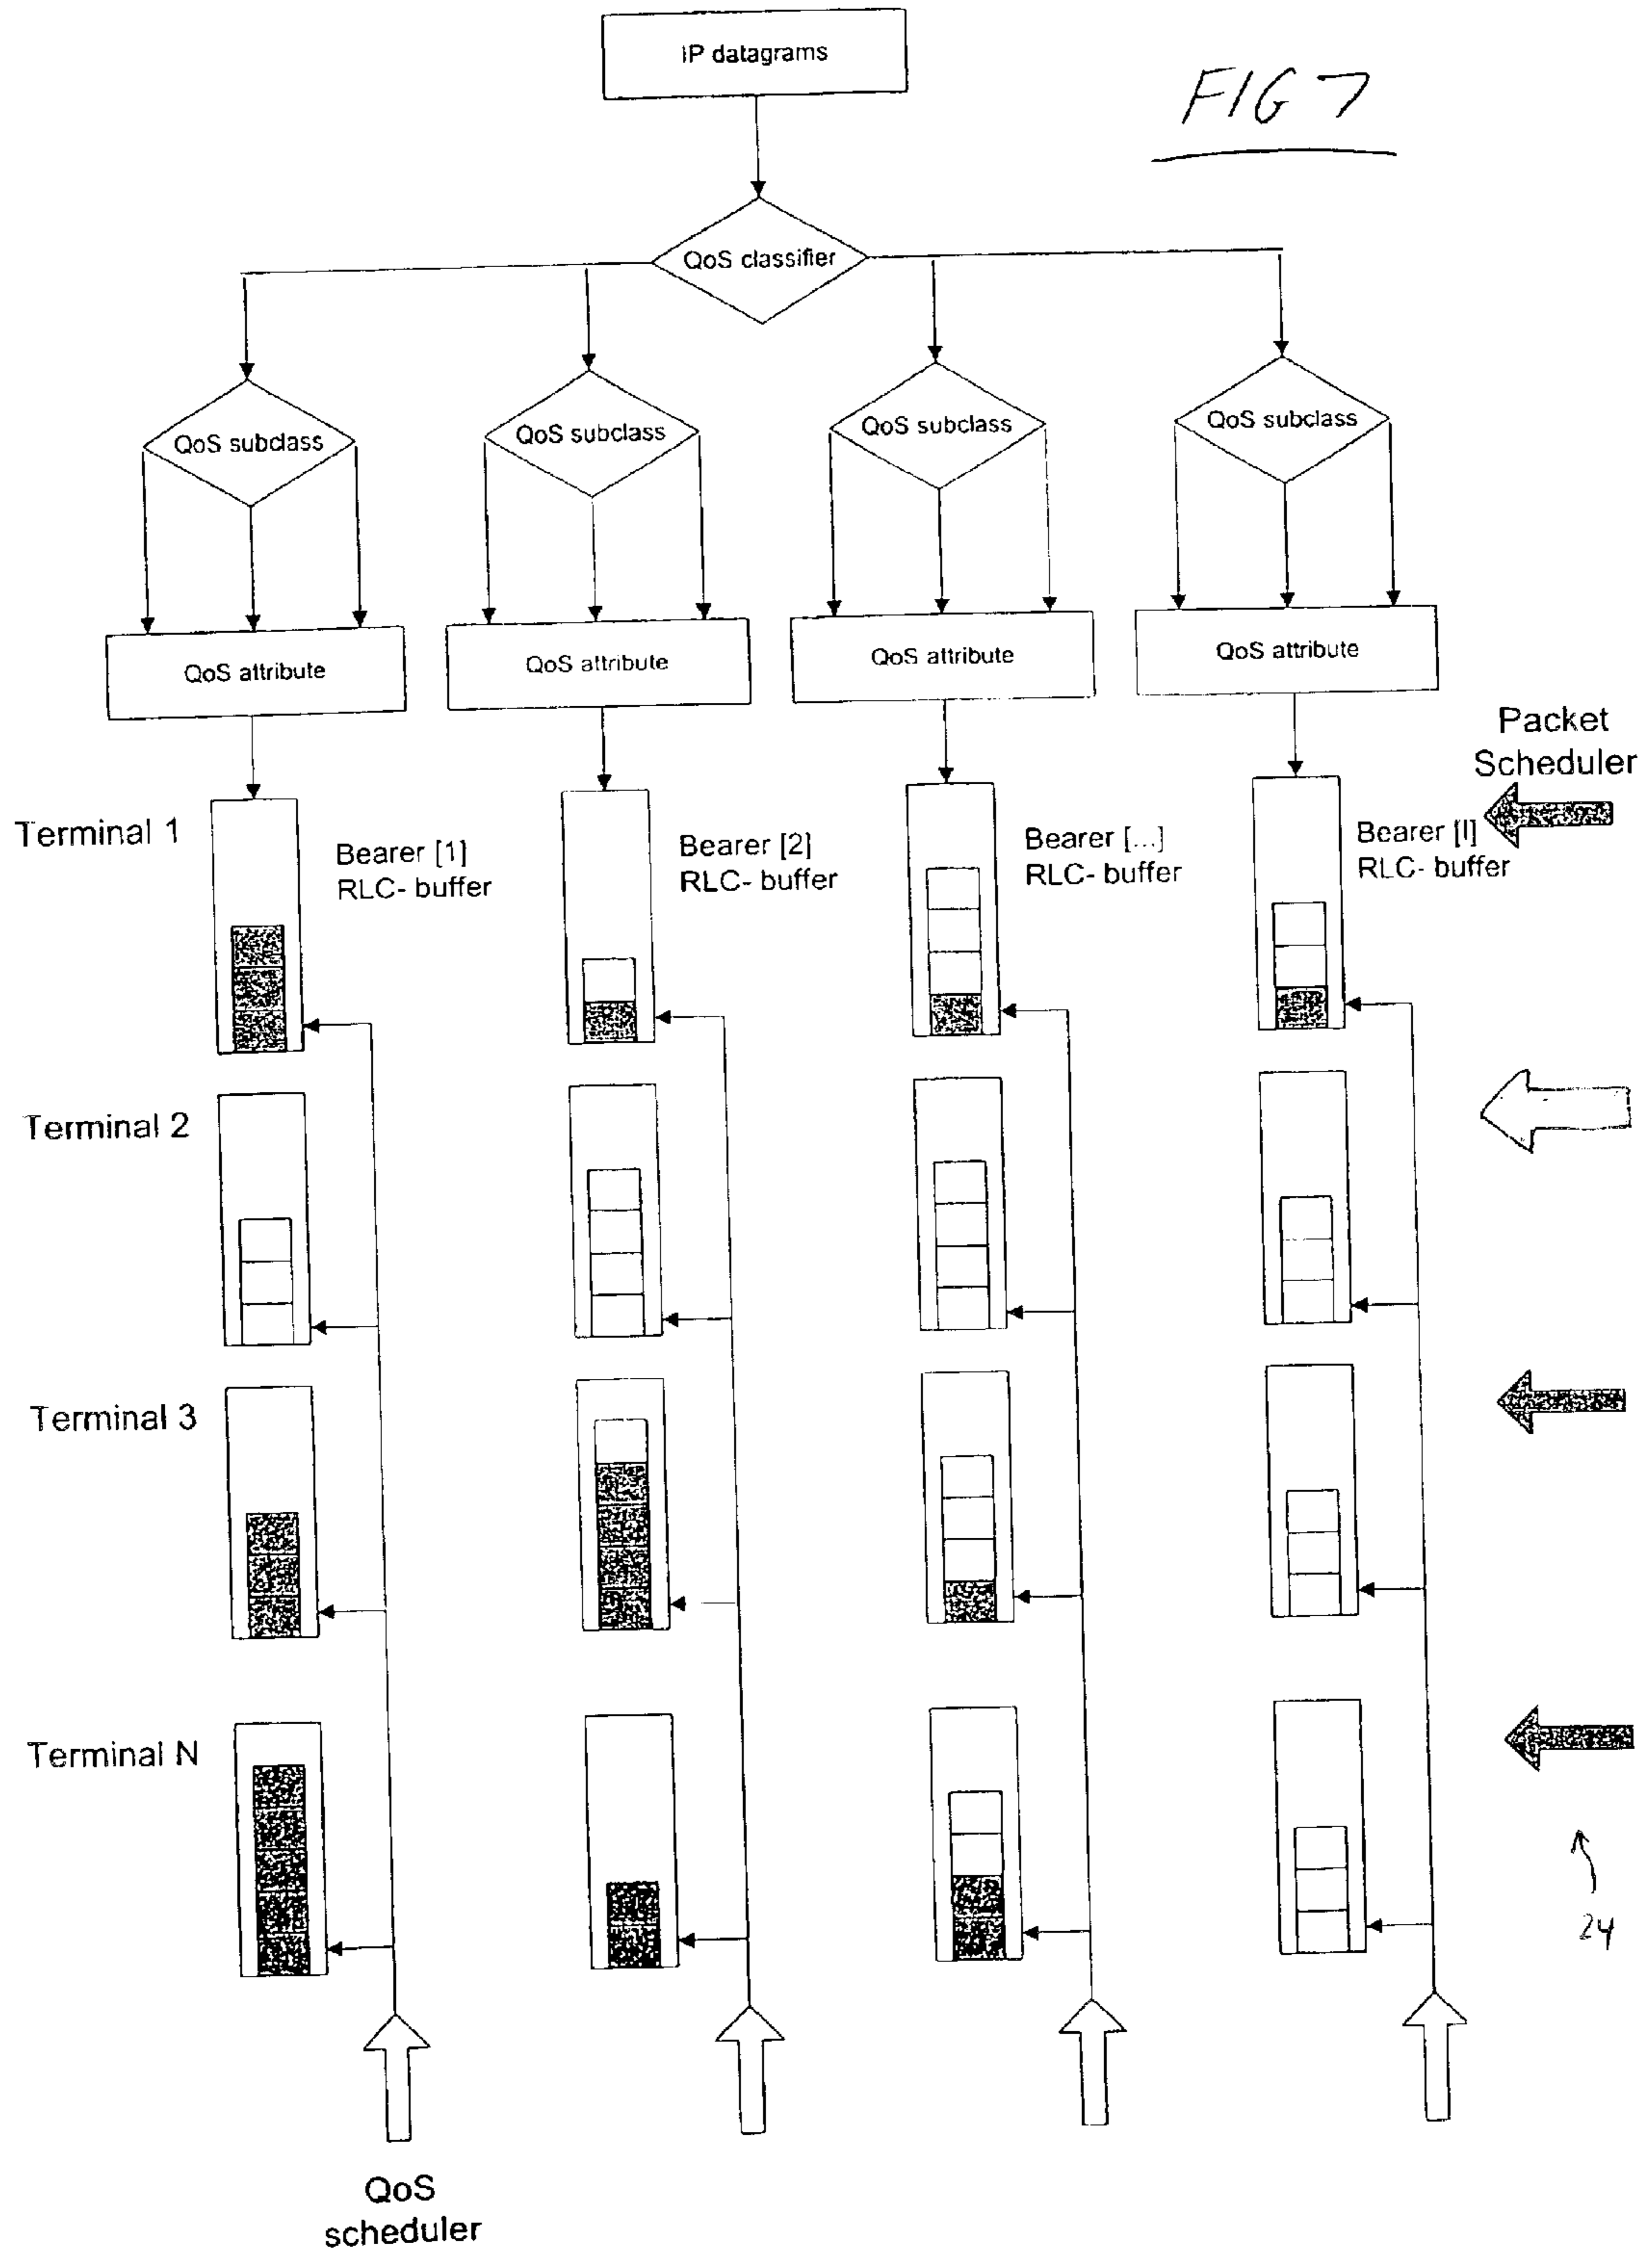 IP datagrams
FIG 7
QoS classifier
QoS subclass
QoS subclass
QoS subclass
QoS subclass
QoS attribute
QoS attribute
QoS attribute
QoS attribute
Packet
Scheduler
Terminal 1
Bearer [1]
RLC- buffer
Bearer [2]
RLC- buffer
Bearer [...]
RLC- buffer
Bearer [I]
RLC- buffer
Terminal 2
Terminal 3
Terminal N
24
QoS
scheduler